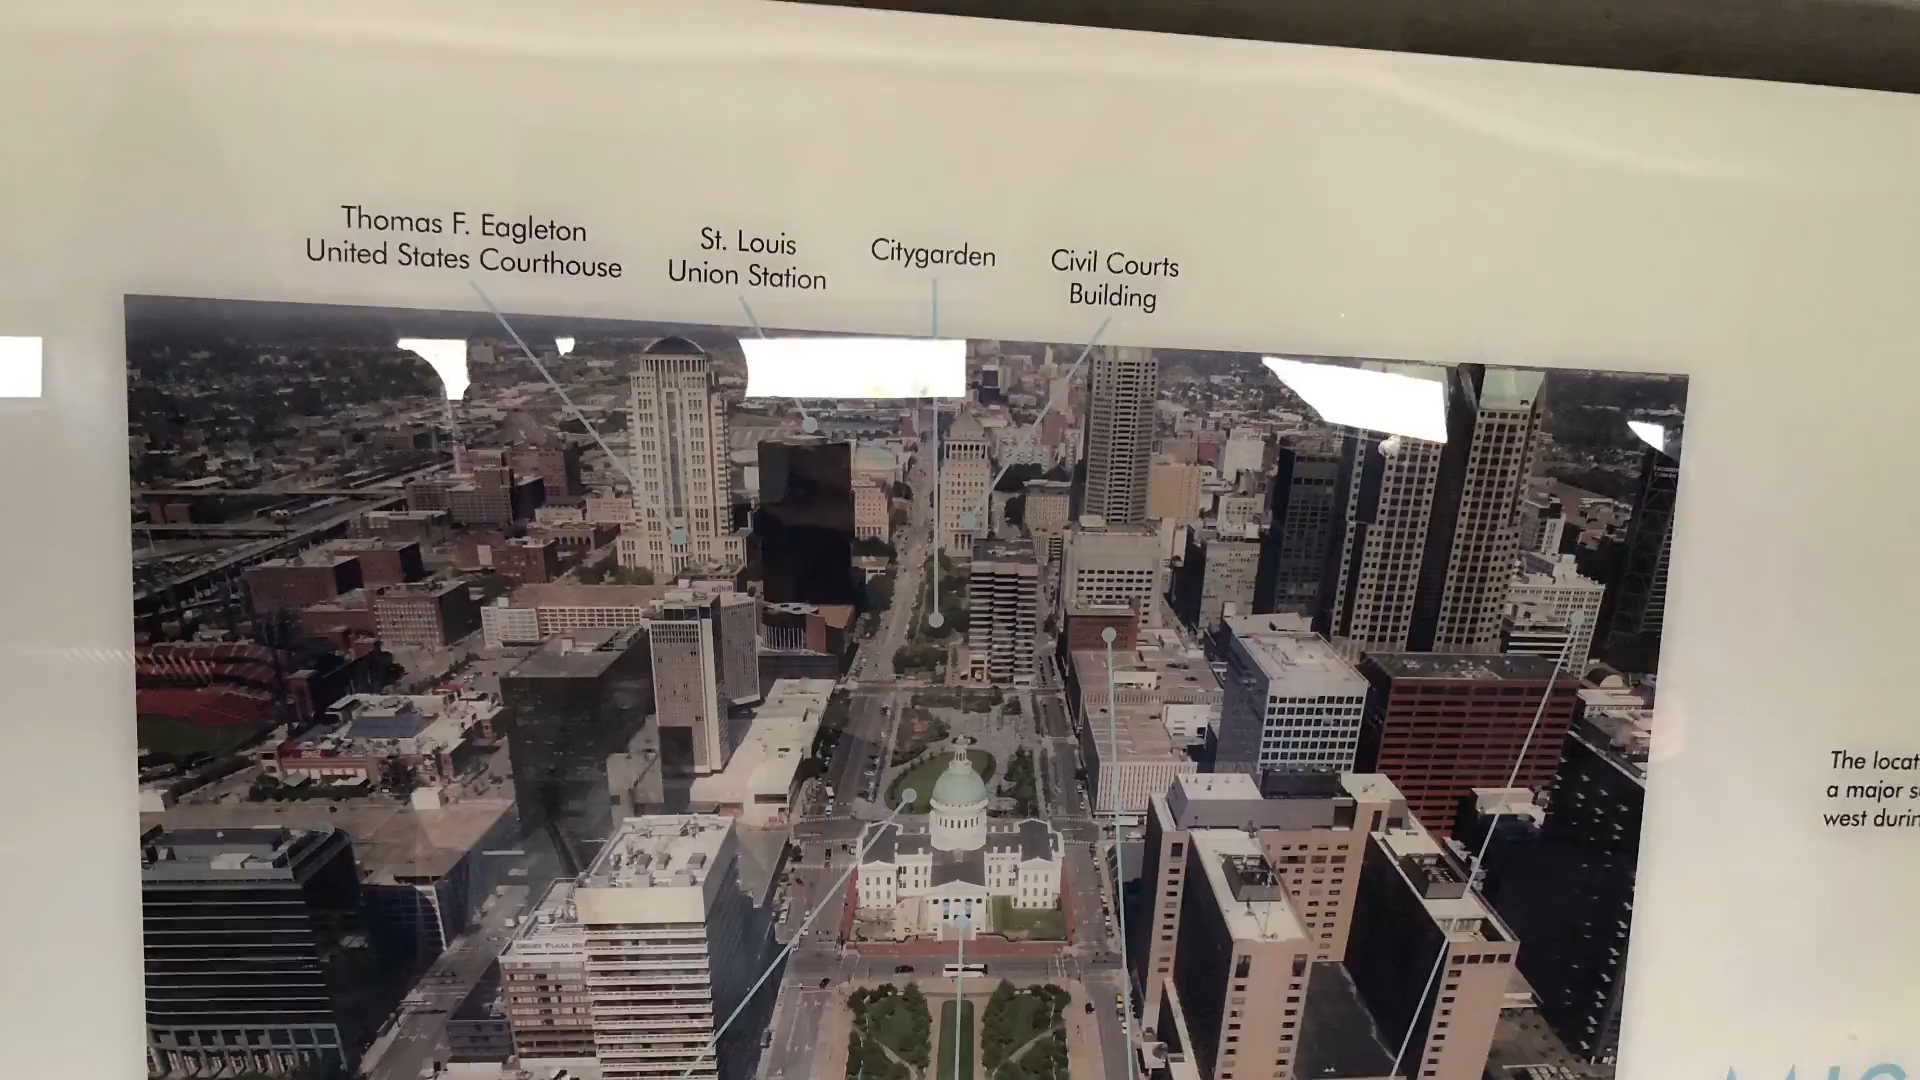 Thomas F. Eagleton
United States Courthouse
St. Louis
Union Station
Citygarden
Civil Courts
Building
The locat
a major s
west durin